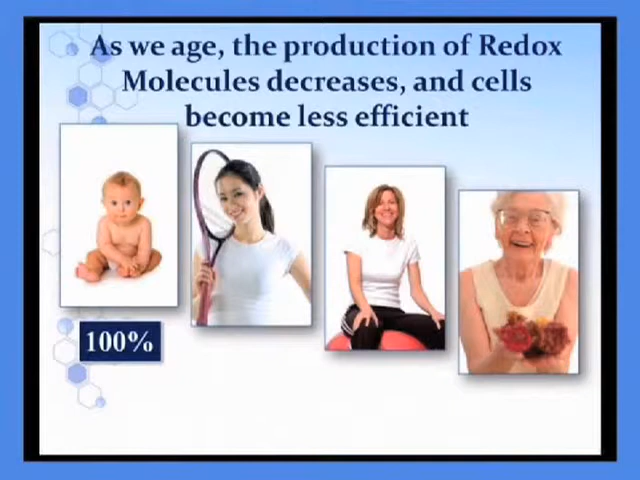 As we age, the production of Redox
Molecules decreases, and cells
become less efficient
100%